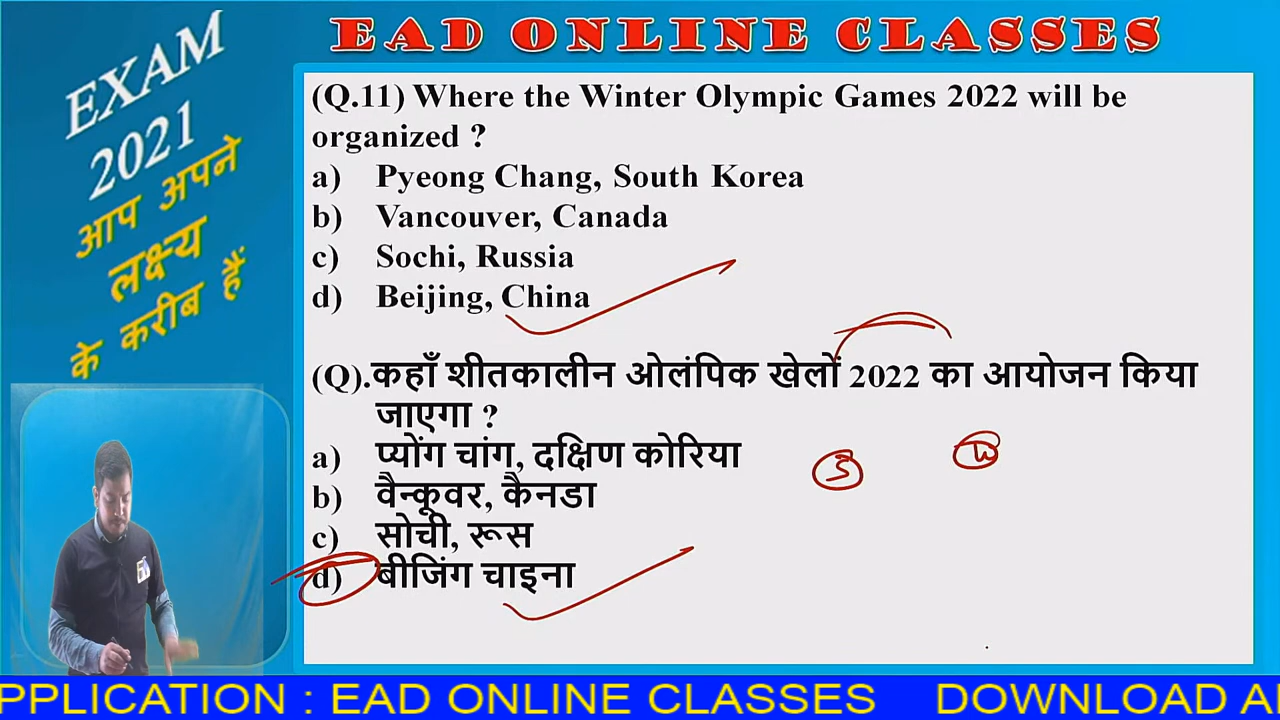 EAD ONLINE CLASSES
EXAM
2021
आप अपने
लक्ष्य
के करीब हैं
(Q.11) Where the Winter Olympic Games 2022 will be
organized ?
a) Pyeong Chang, South Korea
b) Vancouver, Canada
c) Sochi, Russia
d) Beijing, China
(Q).कहाँ शीतकालीन ओलंपिक खेलों 2022 का आयोजन किया
जाएगा ?
a) प्योंग चांग, दक्षिण कोरिया
b) वैन्कूवर, कैनडा
c) सोची, रूस
d) बीजिंग चाइना
S W
PPLICATION : EAD ONLINE CLASSES DOWNLOAD A